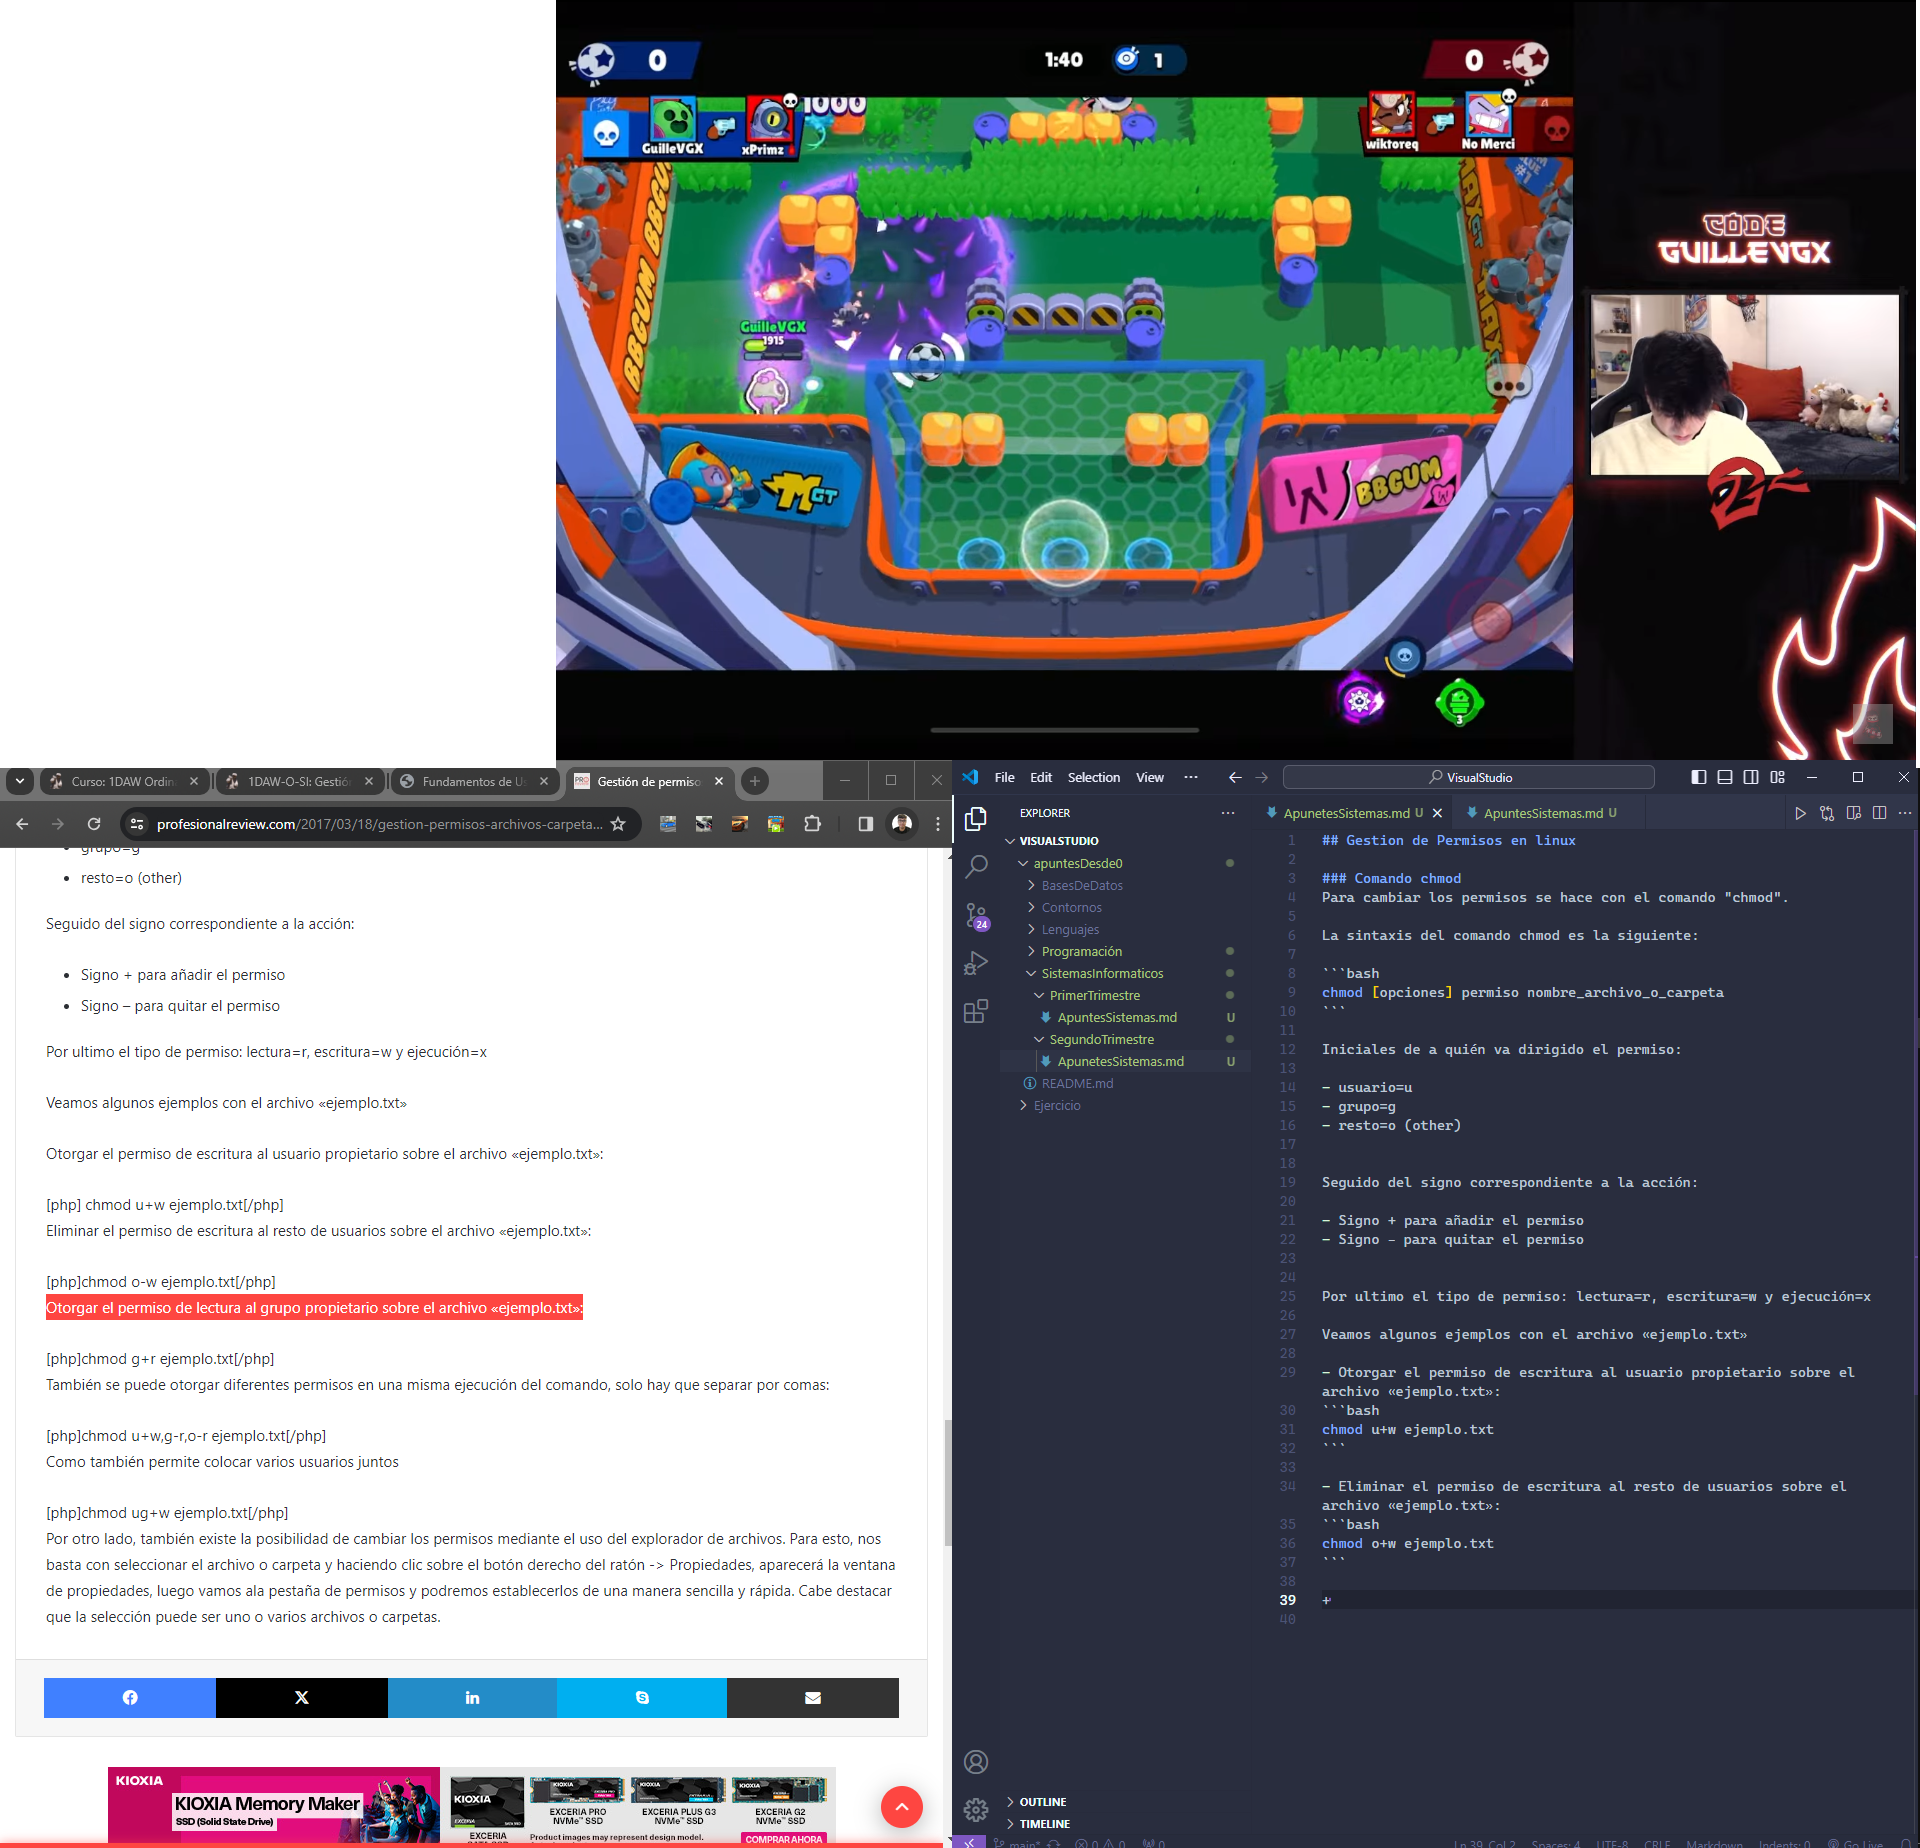 0
1:40
1
0
1000
GuilleVGX
xPrimz
wiktoreq
No Merci
BBGUM BBGUM
GuilleVGX
1915
MGT
BBGUM
3
CODE
GUILLEVGX
Curso: 1DAW Ordin
1DAW-O-SI: Gestión
Fundamentos de Us
Gestión de permiso
profesionalreview.com/2017/03/18/gestion-permisos-archivos-carpeta...
grupo=g
resto=o (other)
Seguido del signo correspondiente a la acción:
Signo + para añadir el permiso
Signo – para quitar el permiso
Por ultimo el tipo de permiso: lectura=r, escritura=w y ejecución=x
Veamos algunos ejemplos con el archivo «ejemplo.txt»
Otorgar el permiso de escritura al usuario propietario sobre el archivo «ejemplo.txt»:
[php] chmod u+w ejemplo.txt[/php]
Eliminar el permiso de escritura al resto de usuarios sobre el archivo «ejemplo.txt»:
[php]chmod o-w ejemplo.txt[/php]
Otorgar el permiso de lectura al grupo propietario sobre el archivo «ejemplo.txt»:
[php]chmod g+r ejemplo.txt[/php]
También se puede otorgar diferentes permisos en una misma ejecución del comando, solo hay que separar por comas:
[php]chmod u+w,g-r,o-r ejemplo.txt[/php]
Como también permite colocar varios usuarios juntos
[php]chmod ug+w ejemplo.txt[/php]
Por otro lado, también existe la posibilidad de cambiar los permisos mediante el uso del explorador de archivos. Para esto, nos
basta con seleccionar el archivo o carpeta y haciendo clic sobre el botón derecho del ratón -> Propiedades, aparecerá la ventana
de propiedades, luego vamos ala pestaña de permisos y podremos establecerlos de una manera sencilla y rápida. Cabe destacar
que la selección puede ser uno o varios archivos o carpetas.
KIOXIA
KIOXIA Memory Maker
SSD (Solid State Drive)
KIOXIA
EXCERIA
EXCERIA PRO
NVMe™ SSD
EXCERIA PLUS G3
NVMe™ SSD
EXCERIA G2
NVMe™ SSD
Product images may represent design model.
COMPRAR AHORA
File Edit Selection View ···
VisualStudio
EXPLORER
VISUALSTUDIO
apuntesDesde0
BasesDeDatos
Contornos
Lenguajes
Programación
SistemasInformaticos
PrimerTrimestre
ApuntesSistemas.md U
SegundoTrimestre
ApunetesSistemas.md U
README.md
Ejercicio
24
OUTLINE
TIMELINE
ApunetesSistemas.md U
ApuntesSistemas.md U
1 ## Gestion de Permisos en linux
2
3 ### Comando chmod
4 Para cambiar los permisos se hace con el comando "chmod".
5
6 La sintaxis del comando chmod es la siguiente:
7
8 ```bash
9 chmod [opciones] permiso nombre_archivo_o_carpeta
10 ```
11
12 Iniciales de a quién va dirigido el permiso:
13
14 - usuario=u
15 - grupo=g
16 - resto=o (other)
17
18
19 Seguido del signo correspondiente a la acción:
20
21 - Signo + para añadir el permiso
22 - Signo – para quitar el permiso
23
24
25 Por ultimo el tipo de permiso: lectura=r, escritura=w y ejecución=x
26
27 Veamos algunos ejemplos con el archivo «ejemplo.txt»
28
29 - Otorgar el permiso de escritura al usuario propietario sobre el
archivo «ejemplo.txt»:
30 ```bash
31 chmod u+w ejemplo.txt
32 ```
33
34 - Eliminar el permiso de escritura al resto de usuarios sobre el
archivo «ejemplo.txt»:
35 ```bash
36 chmod o+w ejemplo.txt
37 ```
38
39 +
40
main* 0 0 0
Ln 39, Col 2 Spaces: 4 UTF-8 CRLF Markdown Indents: 0 Go Live